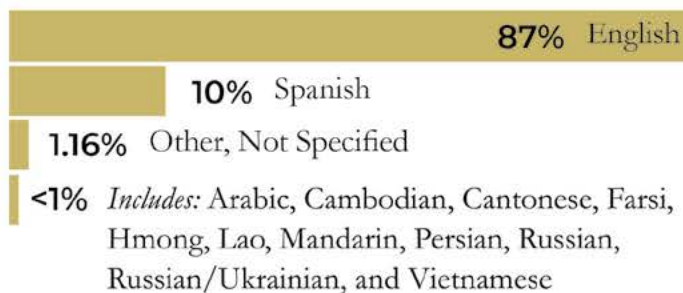 87% English
10% Spanish
1.16% Other, Not Specified
<1% Includes: Arabic, Cambodian, Cantonese, Farsi,
Hmong, Lao, Mandarin, Persian, Russian,
Russian/Ukrainian, and Vietnamese